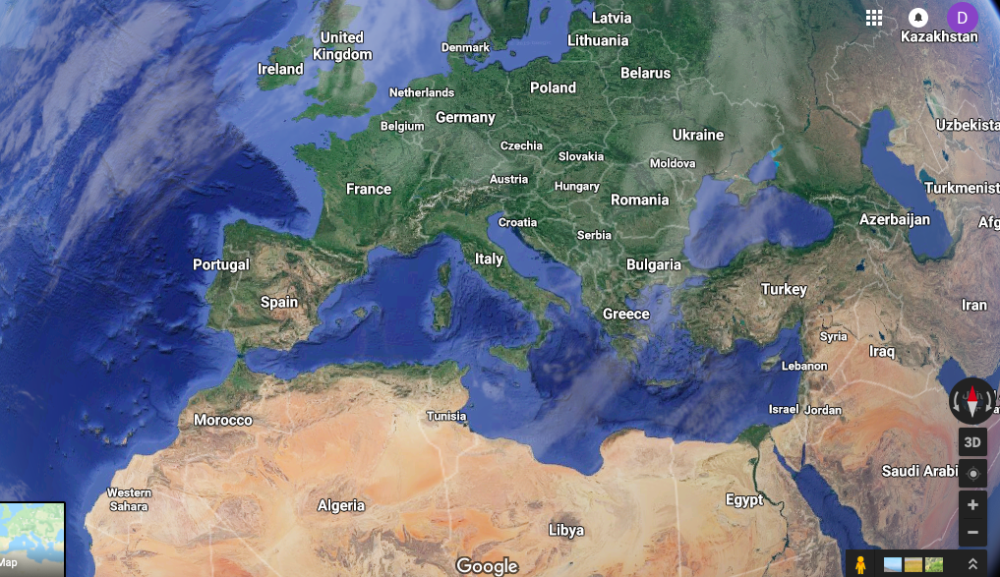 Latvia
D
United
Kingdom
Denmark
Lithuania
Kazakhstan
Ireland
Belarus
Netherlands
Poland
Belgium
Germany
Uzbekista
Czechia
Ukraine
Slovakia
Moldova
Austria
France
Hungary
Turkmenist
Romania
Croatia
Azerbaijan
Afg
Serbia
Italy
Portugal
Bulgaria
Spain
Turkey
Iran
Greece
Syria
Iraq
Lebanon
Israel
Jordan
Tunisia
Morocco
3D
Saudi Arabi
Western
Sahara
Egypt
Algeria
+
Libya
−
Map
Google